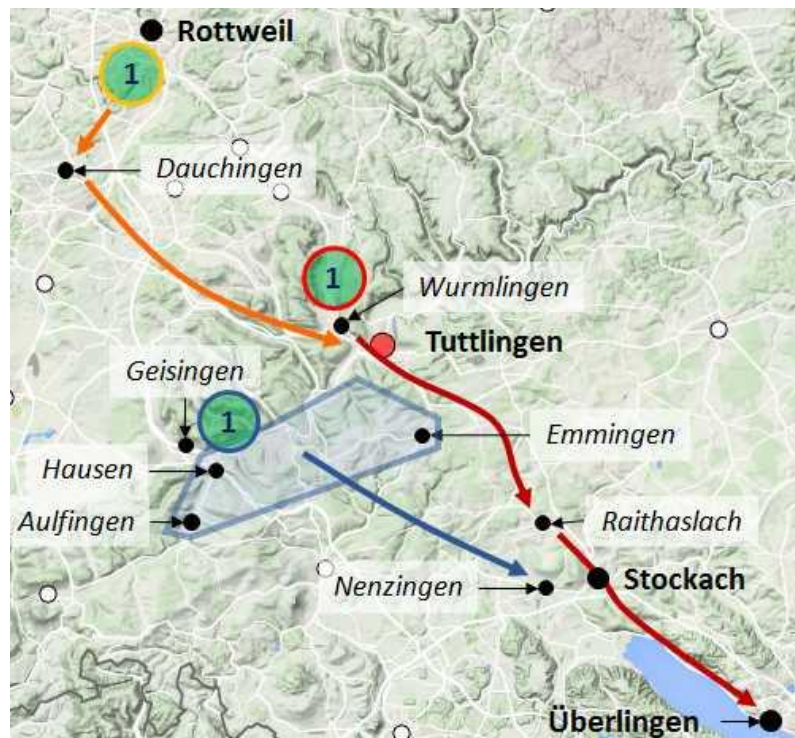 Rottweil
1
Dauchingen
1
Wurmlingen
Tuttlingen
Geisingen
1
Emmingen
Hausen
Aulfingen
Raithaslach
Nenzingen
Stockach
Überlingen